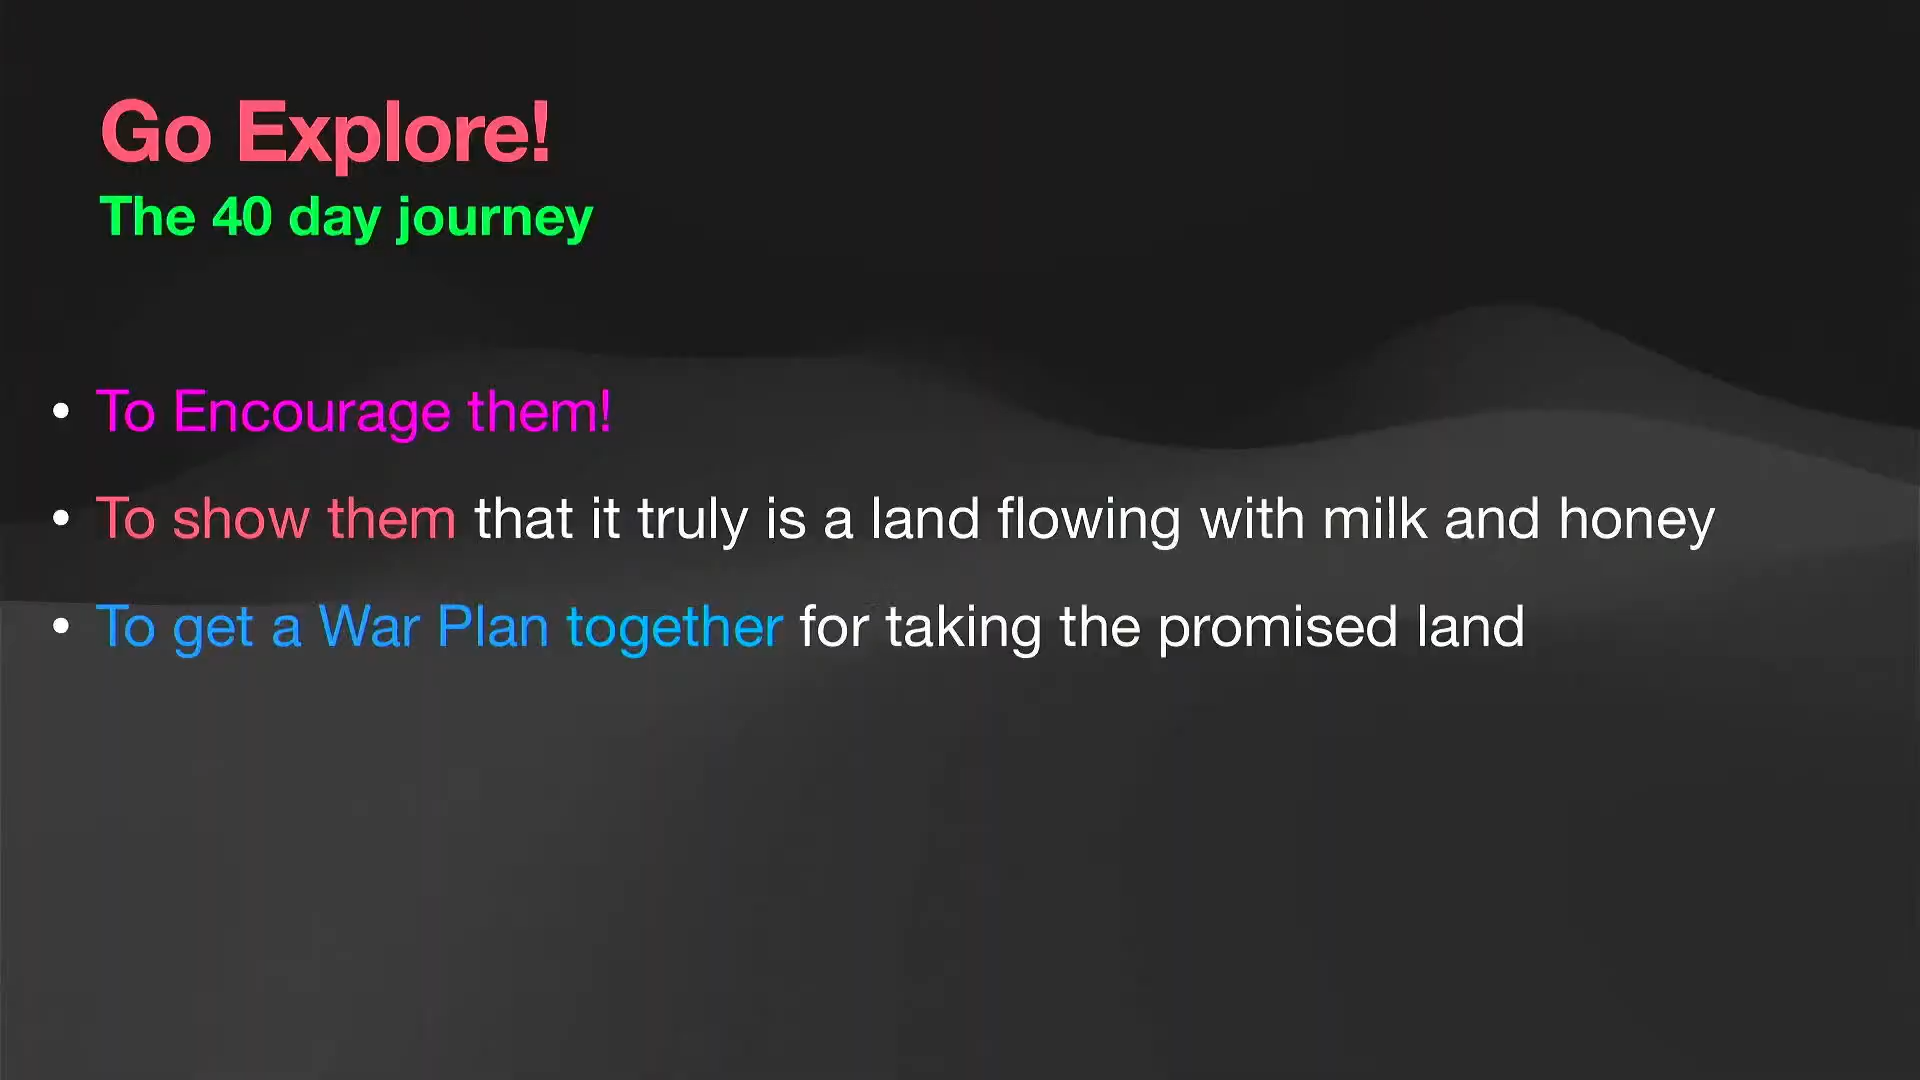 Go Explore!
The 40 day journey
• To Encourage them!
• To show them that it truly is a land flowing with milk and honey
• To get a War Plan together for taking the promised land